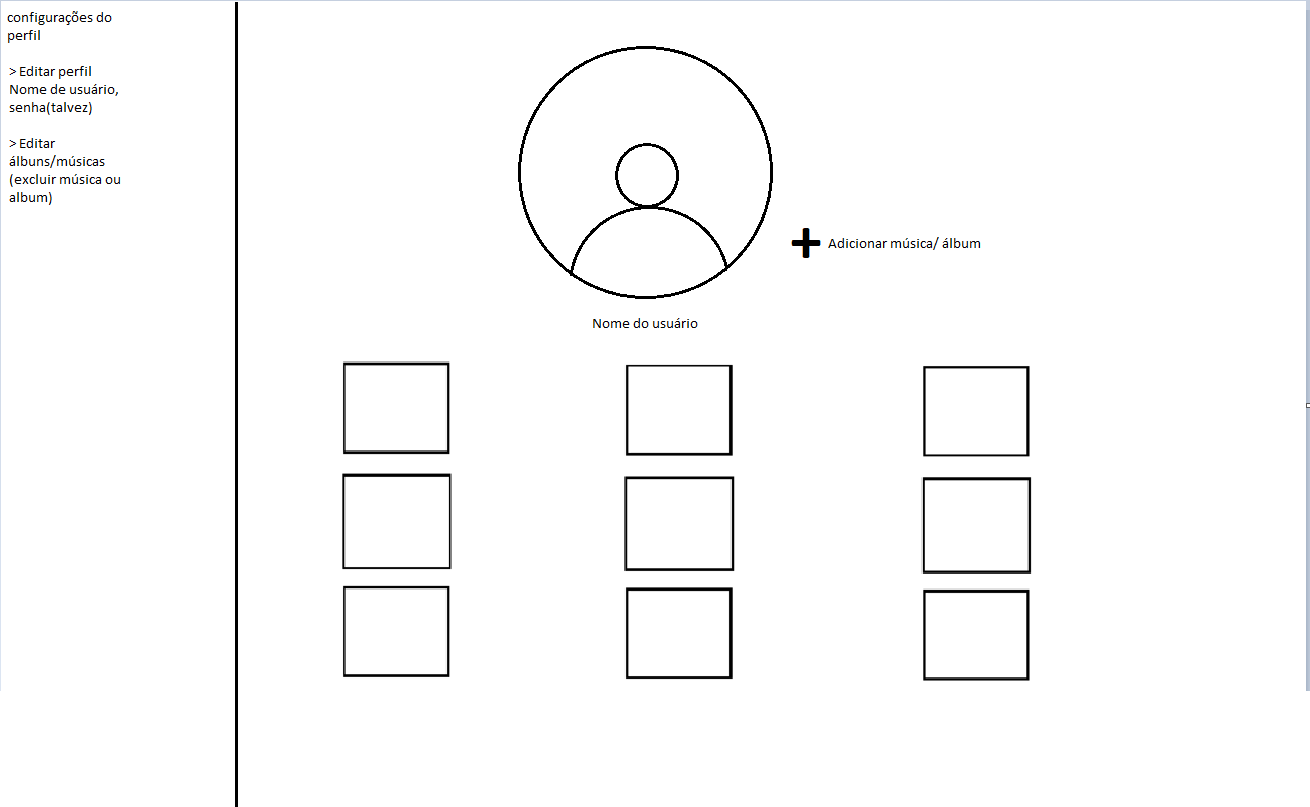 configurações do
perfil
> Editar perfil
Nome de usuário,
senha(talvez)
> Editar
álbuns/músicas
(excluir música ou
album)
Adicionar música/ álbum
Nome do usuário